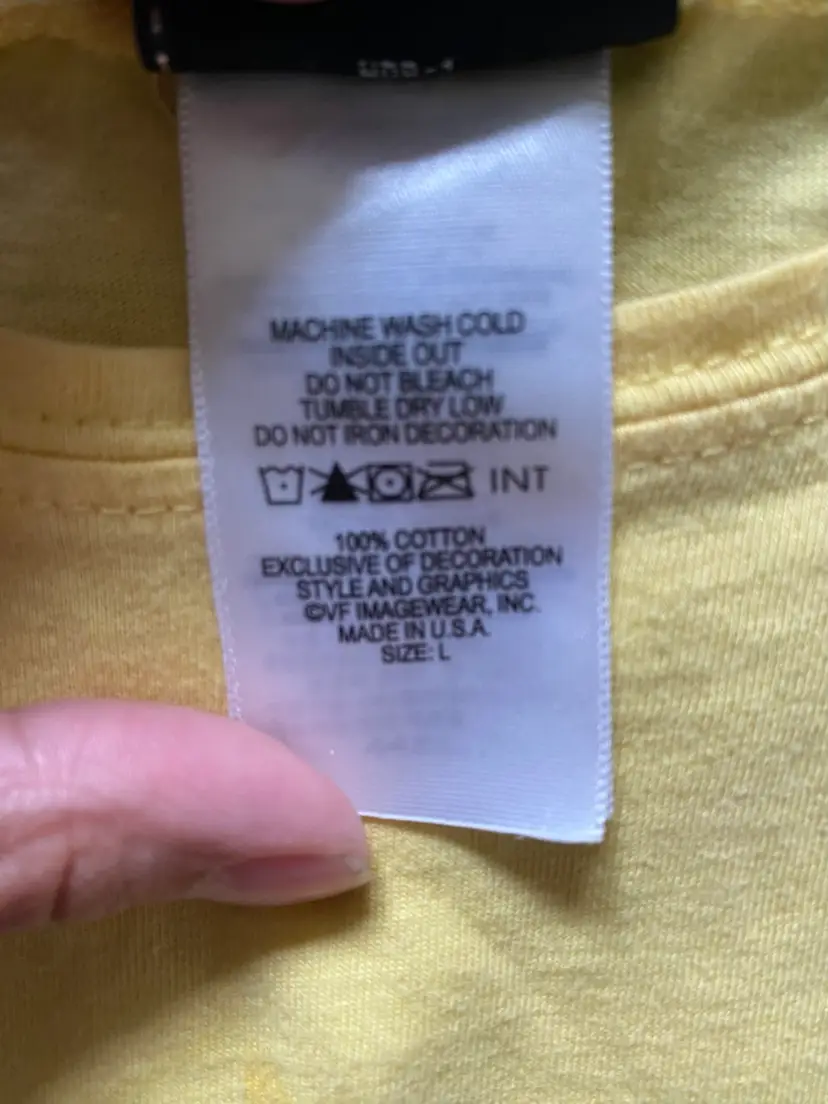 MACHINE WASH COLD
INSIDE OUT
DO NOT BLEACH
TUMBLE DRY LOW
DO NOT IRON DECORATION
INT
100% COTTON
EXCLUSIVE OF DECORATION
STYLE AND GRAPHICS
©VF IMAGEWEAR, INC.
MADE IN U.S.A.
SIZE: L